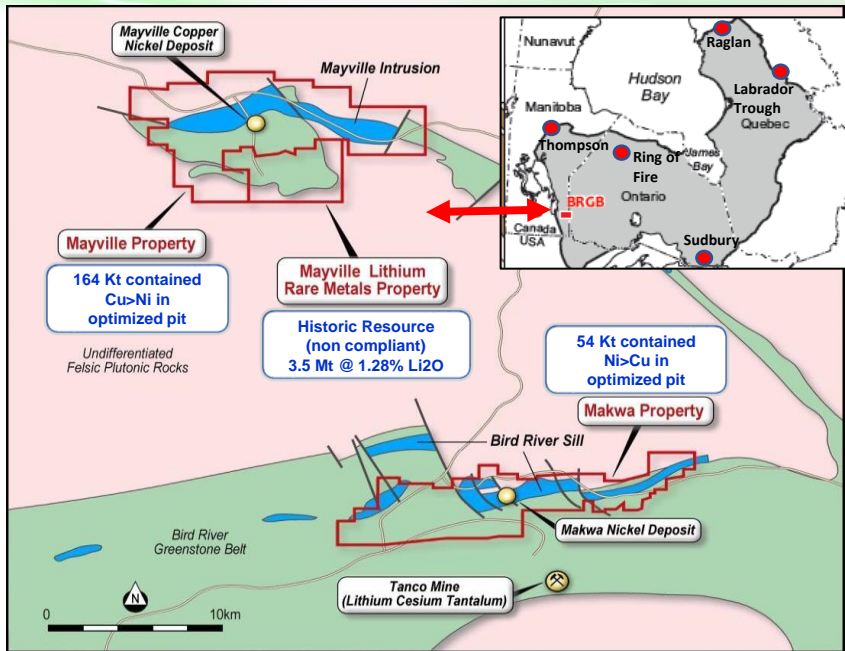 Mayville Copper
Nickel Deposit
Mayville Intrusion
Mayville Property
164 Kt contained
Cu>Ni in
optimized pit
Undifferentiated
Felsic Plutonic Rocks
Mayville Lithium
Rare Metals Property
Historic Resource
(non compliant)
3.5 Mt @ 1.28% Li2O
Nunavut
Raglan
Hudson
Bay
Labrador
Trough
Quebec
Manitoba
Thompson
Ring of
Fire
James
Bay
Ontario
BRGB
Canada
USA
Sudbury
54 Kt contained
Ni>Cu in
optimized pit
Makwa Property
Bird River Sill
Makwa Nickel Deposit
Bird River
Greenstone Belt
Tanco Mine
(Lithium Cesium Tantalum)
N
0
10km